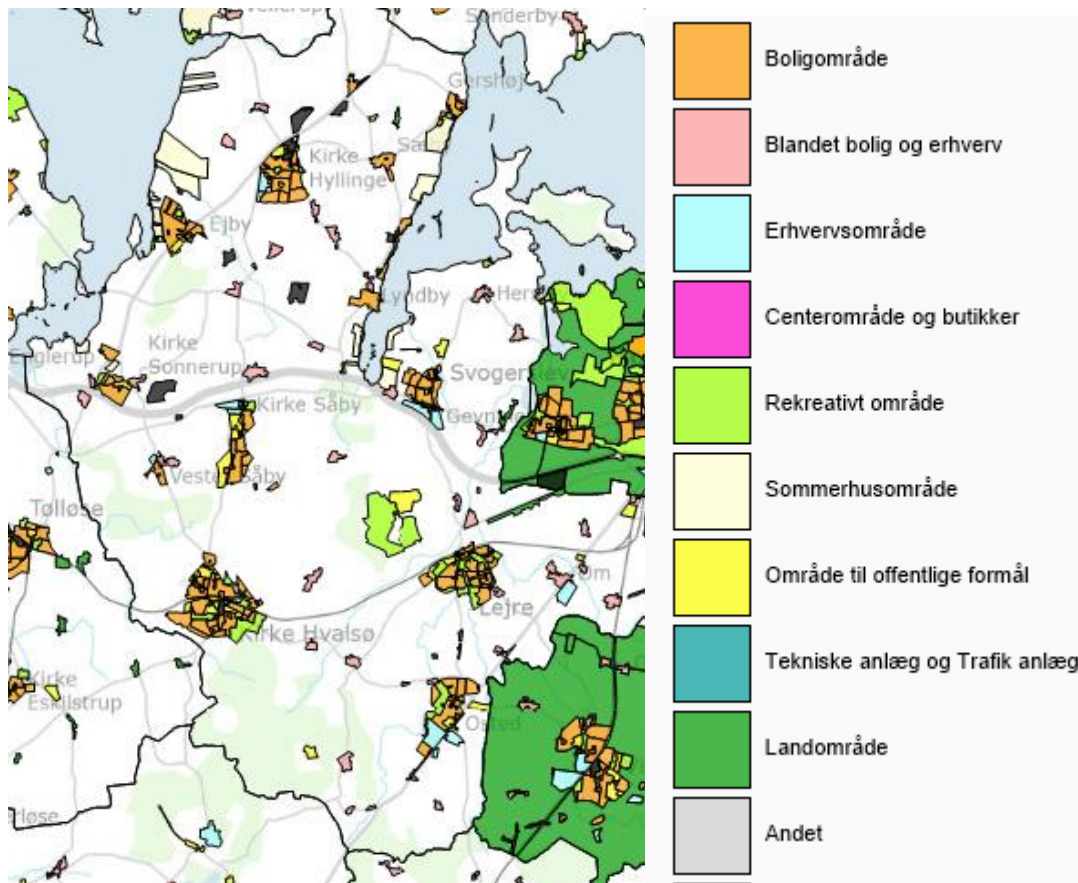 Sønderby
Gershøj
Kirke
Hyllinge
Ejby
Lyndby
Kirke
Sonnerup
Englerup
Svogerslev
Kirke Såby
Tølløse
Om
Lejre
Kirke Hvalsø
Kirke
Eskilstrup
Osted
Boligområde
Blandet bolig og erhverv
Erhvervsområde
Centerområde og butikker
Rekreativt område
Sommerhusområde
Område til offentlige formål
Tekniske anlæg og Trafik anlæg
Landområde
Andet